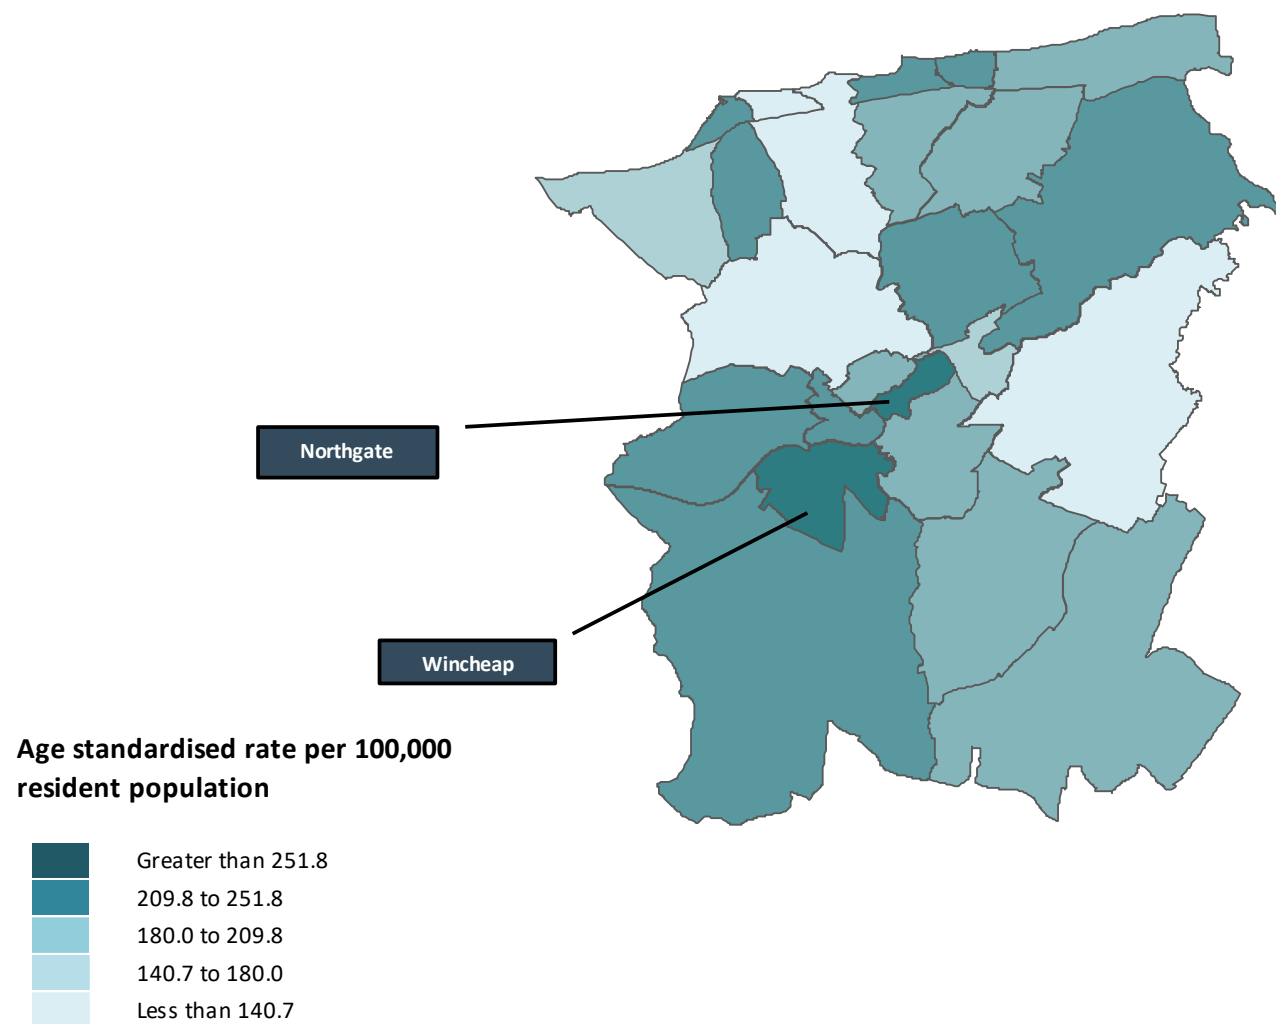 Northgate
Wincheap
Age standardised rate per 100,000
resident population
Greater than 251.8
209.8 to 251.8
180.0 to 209.8
140.7 to 180.0
Less than 140.7